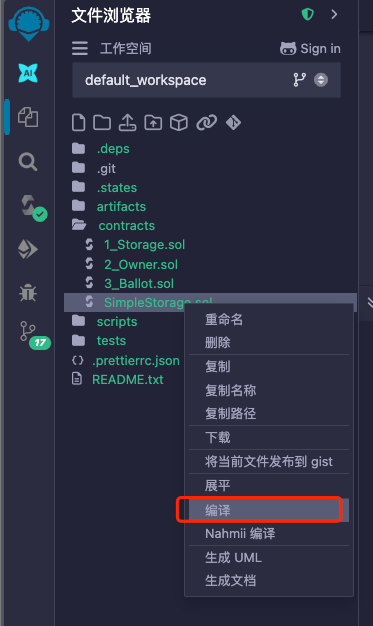 文件浏览器
工作空间 Sign in
default_workspace
AI
.deps
.git
.states
artifacts
contracts
1_Storage.sol
2_Owner.sol
3_Ballot.sol
SimpleStorage.sol
重命名
scripts
删除
tests
复制
.prettierrc.json
README.txt
复制名称
复制路径
下载
将当前文件发布到 gist
展平
编译
Nahmii 编译
生成 UML
生成文档
17